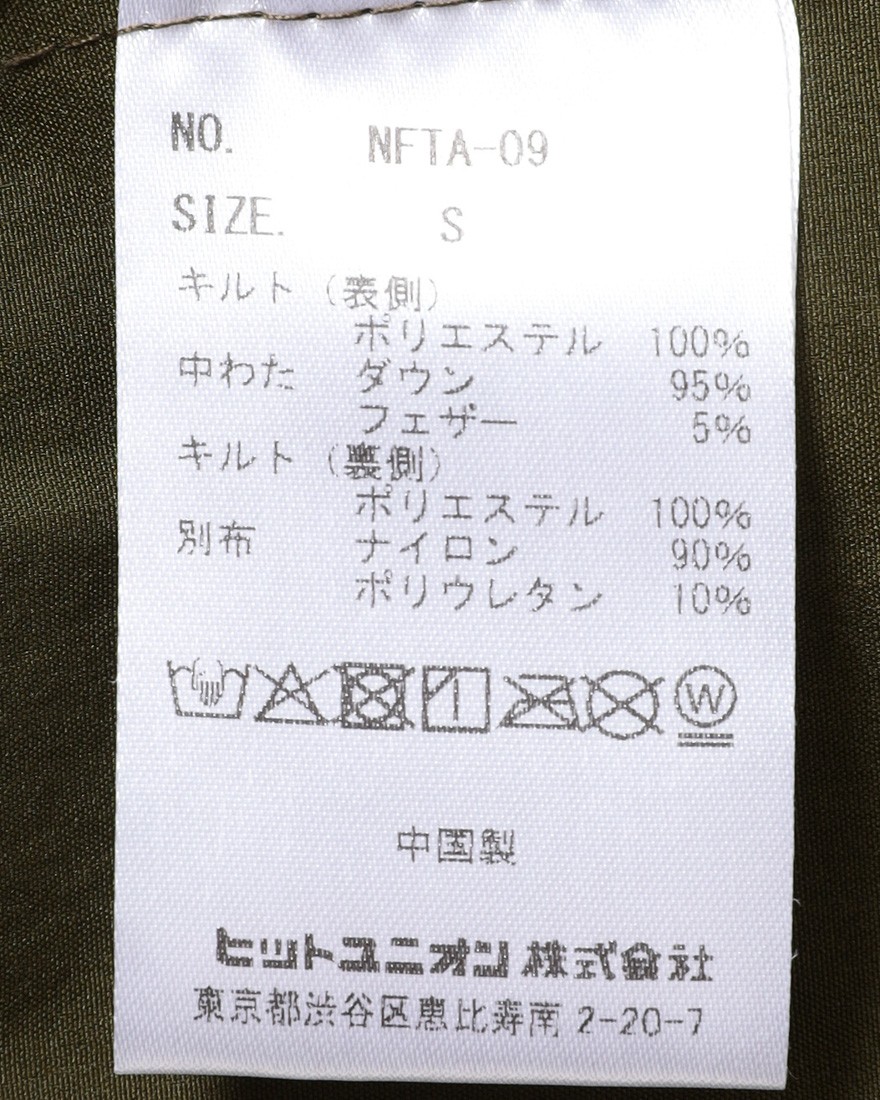 NO. NFTA-09
SIZE. S
キルト (表側)
ポリエステル 100%
中わた ダウン 95%
フェザー 5%
キルト (裏側)
ポリエステル 100%
別布 ナイロン 90%
ポリウレタン 10%
W
中国製
ヒットユニオン株式会社
東京都渋谷区恵比寿南 2-20-7